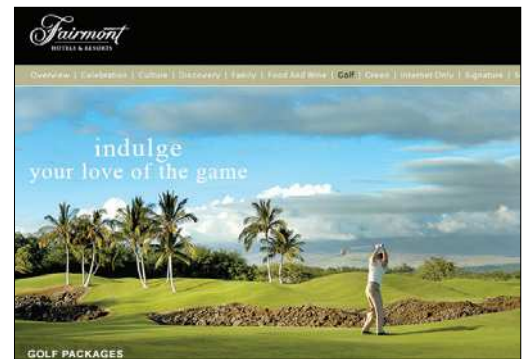 Fairmont
HOTELS & RESORTS
Overview | Celebration | Culture | Discovery | Family | Food And Wine | Golf | Green | Internet Only | Signature |
indulge
your love of the game
GOLF PACKAGES